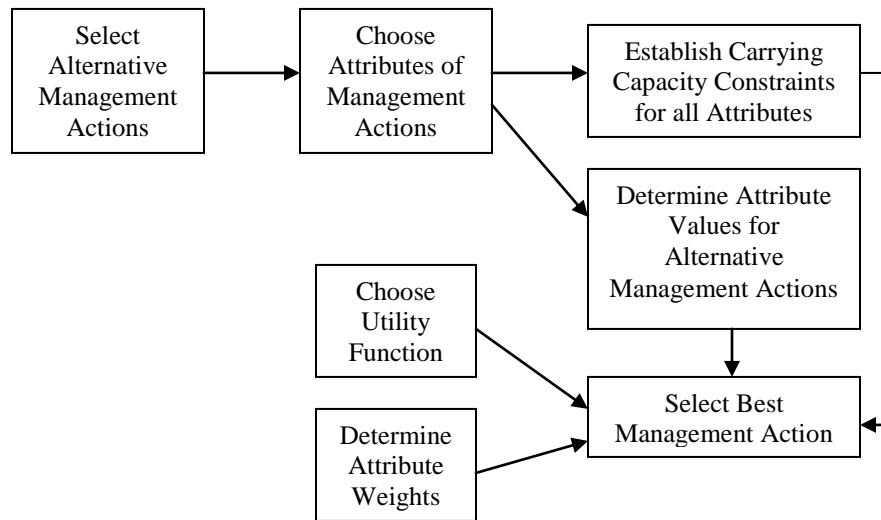 Select
Alternative
Management
Actions
Choose
Attributes of
Management
Actions
Establish Carrying
Capacity Constraints
for all Attributes
Determine Attribute
Values for
Alternative
Management Actions
Choose
Utility
Function
Select Best
Management Action
Determine
Attribute
Weights